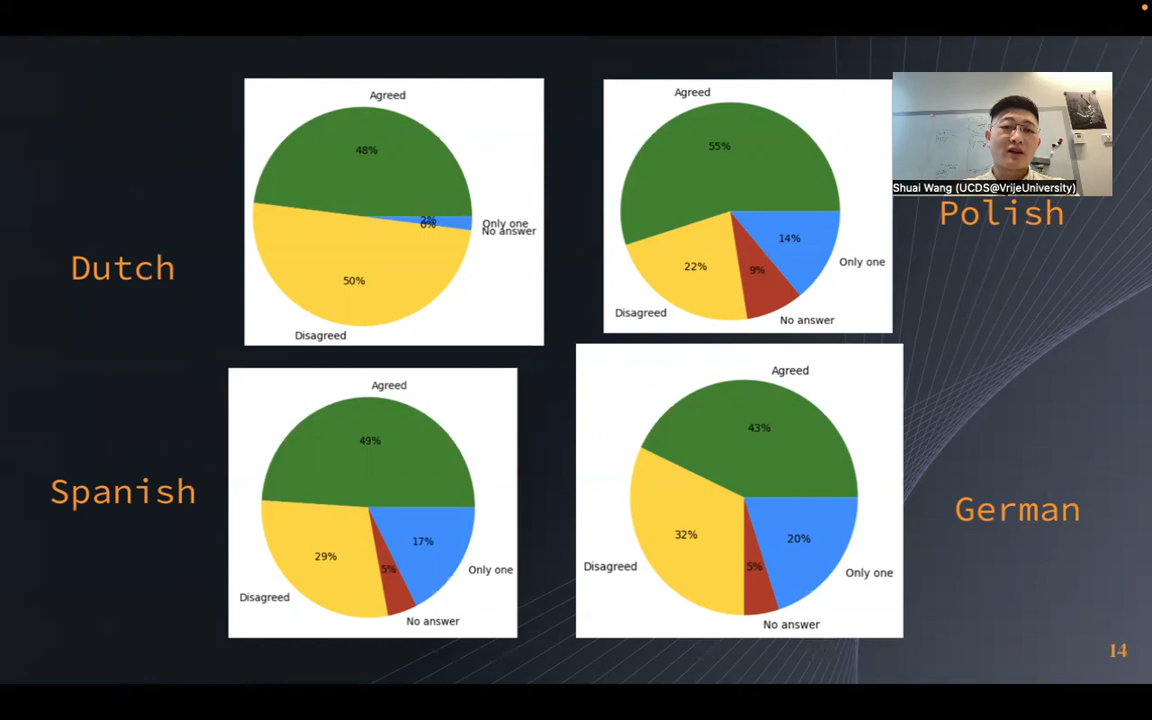 Agreed
48%
2%
0%
Only one
No answer
50%
Disagreed
Dutch
Agreed
55%
14%
Only one
22%
9%
Disagreed
No answer
Shuai Wang (UCDS@VrijeUniversity)
Polish
Agreed
49%
17%
29%
5%
Only one
Disagreed
No answer
Spanish
Agreed
43%
32%
20%
5%
Disagreed
Only one
No answer
German
14